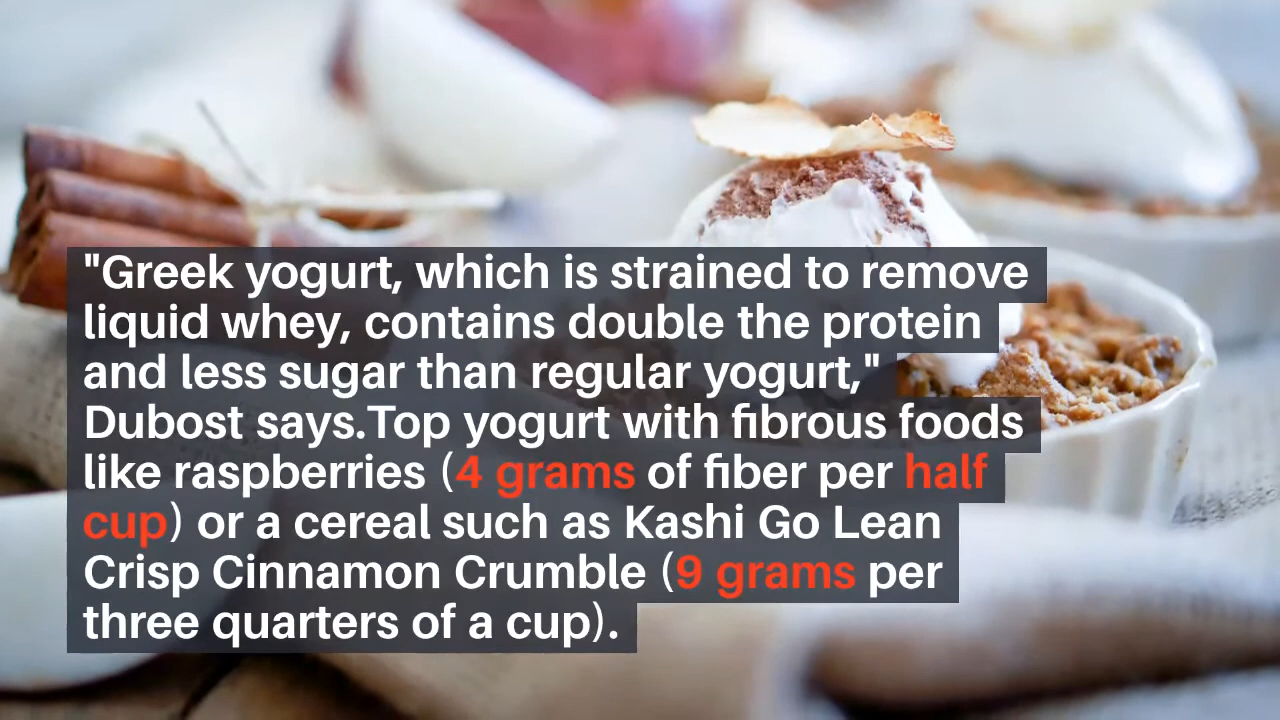 "Greek yogurt, which is strained to remove
liquid whey, contains double the protein
and less sugar than regular yogurt,"
Dubost says.Top yogurt with fibrous foods
like raspberries (4 grams of fiber per half
cup) or a cereal such as Kashi Go Lean
Crisp Cinnamon Crumble (9 grams per
three quarters of a cup).